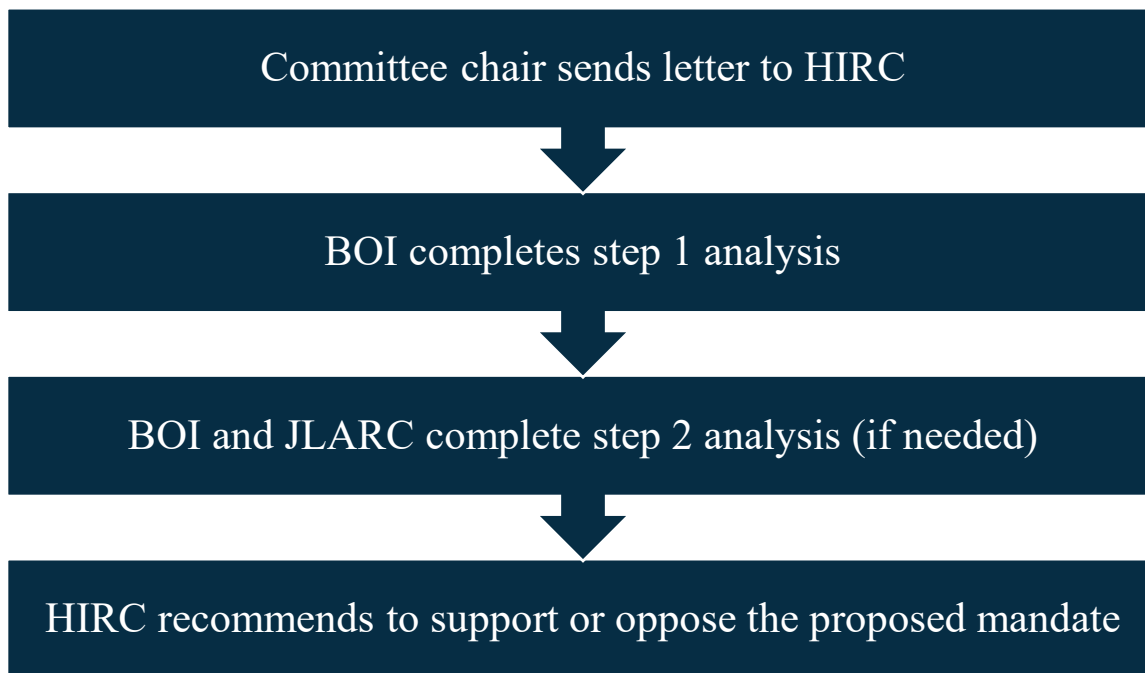 Committee chair sends letter to HIRC
BOI completes step 1 analysis
BOI and JLARC complete step 2 analysis (if needed)
HIRC recommends to support or oppose the proposed mandate